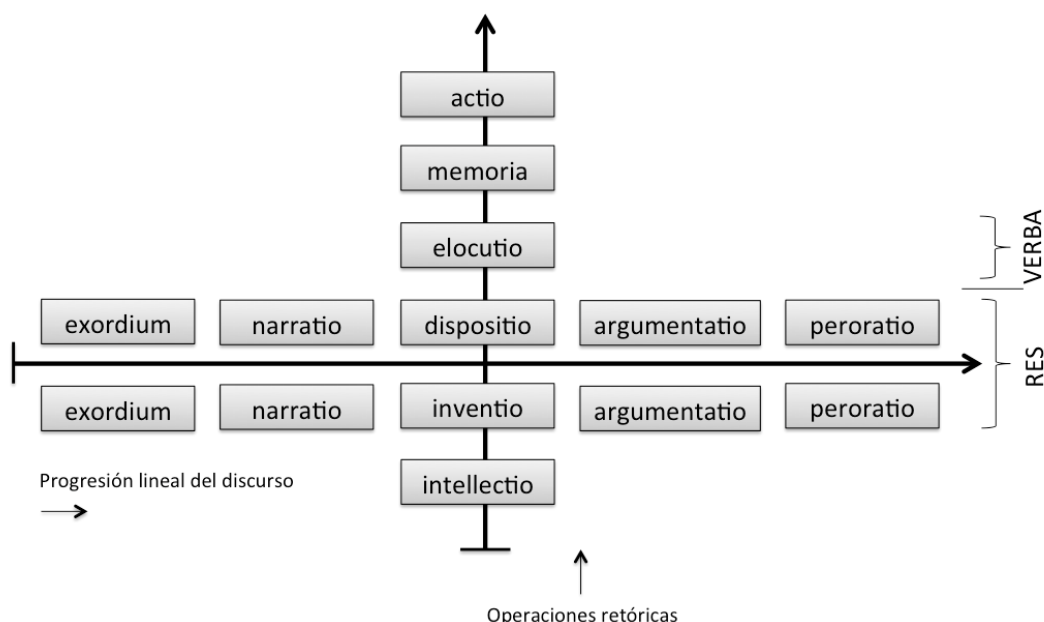 actio
memoria
elocutio
VERBA
exordium narratio dispositio argumentatio peroratio
RES
exordium narratio inventio argumentatio peroratio
Progresión lineal del discurso
intellectio
Operaciones retóricas